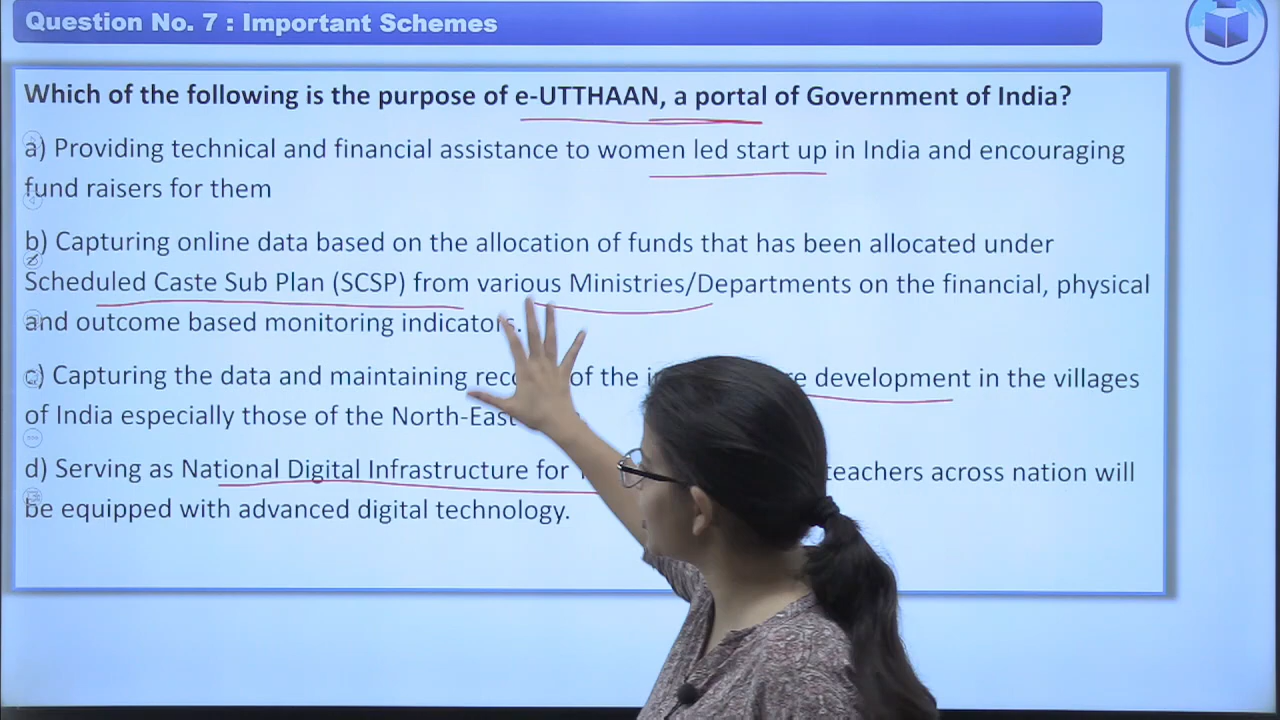 Question No. 7 : Important Schemes
Which of the following is the purpose of e-UTTHAAN, a portal of Government of India?
a) Providing technical and financial assistance to women led start up in India and encouraging
fund raisers for them
b) Capturing online data based on the allocation of funds that has been allocated under
Scheduled Caste Sub Plan (SCSP) from various Ministries/Departments on the financial, physical
and outcome based monitoring indicators.
c) Capturing the data and maintaining of the development in the villages
of India especially those of the North-East
d) Serving as National Digital Infrastructure for teachers across nation will
be equipped with advanced digital technology.